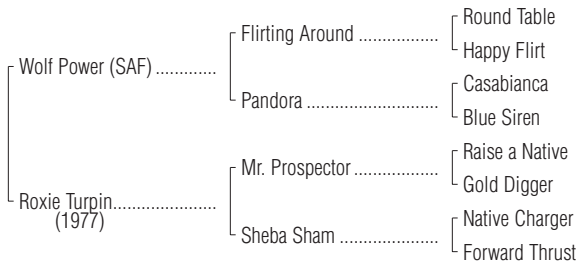 Round Table
Flirting Around ..................
Happy Flirt
Wolf Power (SAF) .............
Casabianca
Pandora .............................
Blue Siren
Raise a Native
Mr. Prospector ...................
Gold Digger
Roxie Turpin.......................
(1977)
Native Charger
Sheba Sham ......................
Forward Thrust